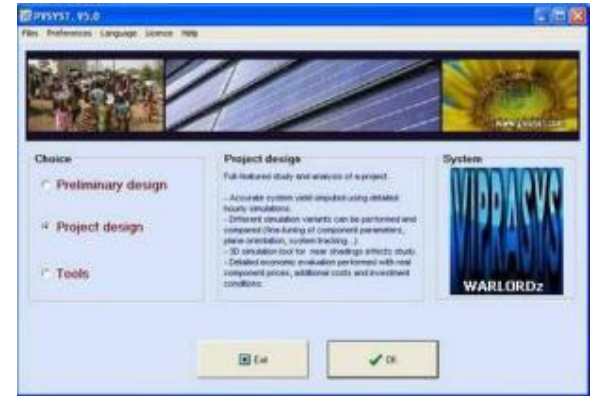 PVSYST. V5.0
Files Preferences Language Licence Help
www.pvsyst.com
Choice
Preliminary design
Project design
Tools
Project design
Full-featured study and analysis of a project.
- Accurate system yield computed using detailed
hourly simulations.
- Different simulation variants can be performed and
compared (fine-tuning of component parameters,
plane orientation, system tracking ..)
- 3D simulation tool for near shadings effects study.
- Detailed economic evaluation performed with real
component prices, additional costs and investment
conditions.
System
VIPPASYS
WARLORDz
Exit
OK